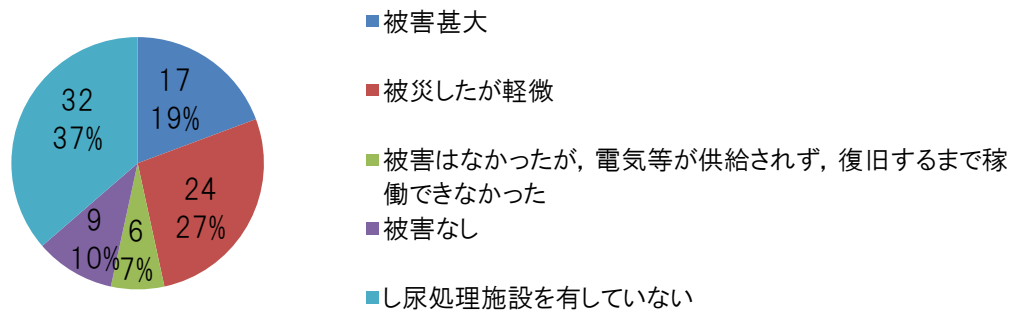 17
19%
24
27%
6
7%
9
10%
32
37%
被害甚大
被災したが軽微
被害はなかったが，電気等が供給されず，復旧するまで稼
働できなかった
被害なし
し尿処理施設を有していない